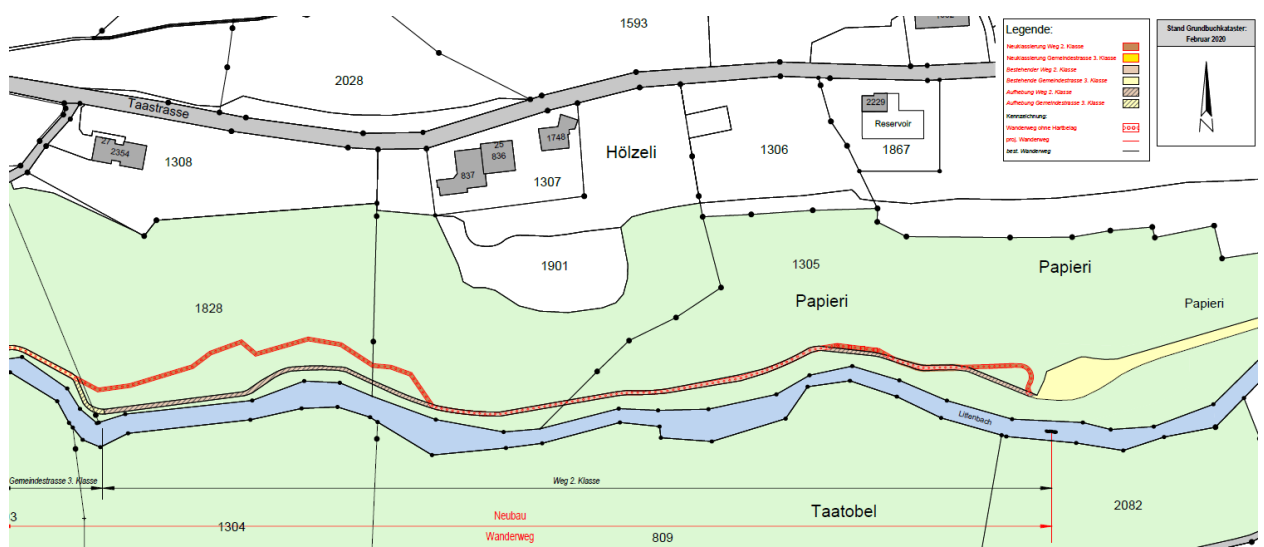 1593
2028
Taastrasse
27
2354
1308
25
836
837
1748
1307
Hölzeli
1306
2229
Reservoir
1867
Legende:
Neuklassierung Weg 2. Klasse
Neuklassierung Gemeindestrasse 3. Klasse
Bestehender Weg 2. Klasse
Bestehende Gemeindestrasse 3. Klasse
Aufhebung Weg 2. Klasse
Aufhebung Gemeindestrasse 3. Klasse
Kennzeichnung:
Wanderweg ohne Hartbelag
proj. Wanderweg
best. Wanderweg
Stand Grundbuchkataster:
Februar 2020
N
1901
1305
Papieri
Papieri
Papieri
1828
Gemeindestrasse 3. Klasse
Weg 2. Klasse
1304
Neubau
Wanderweg
809
Taatobel
2082